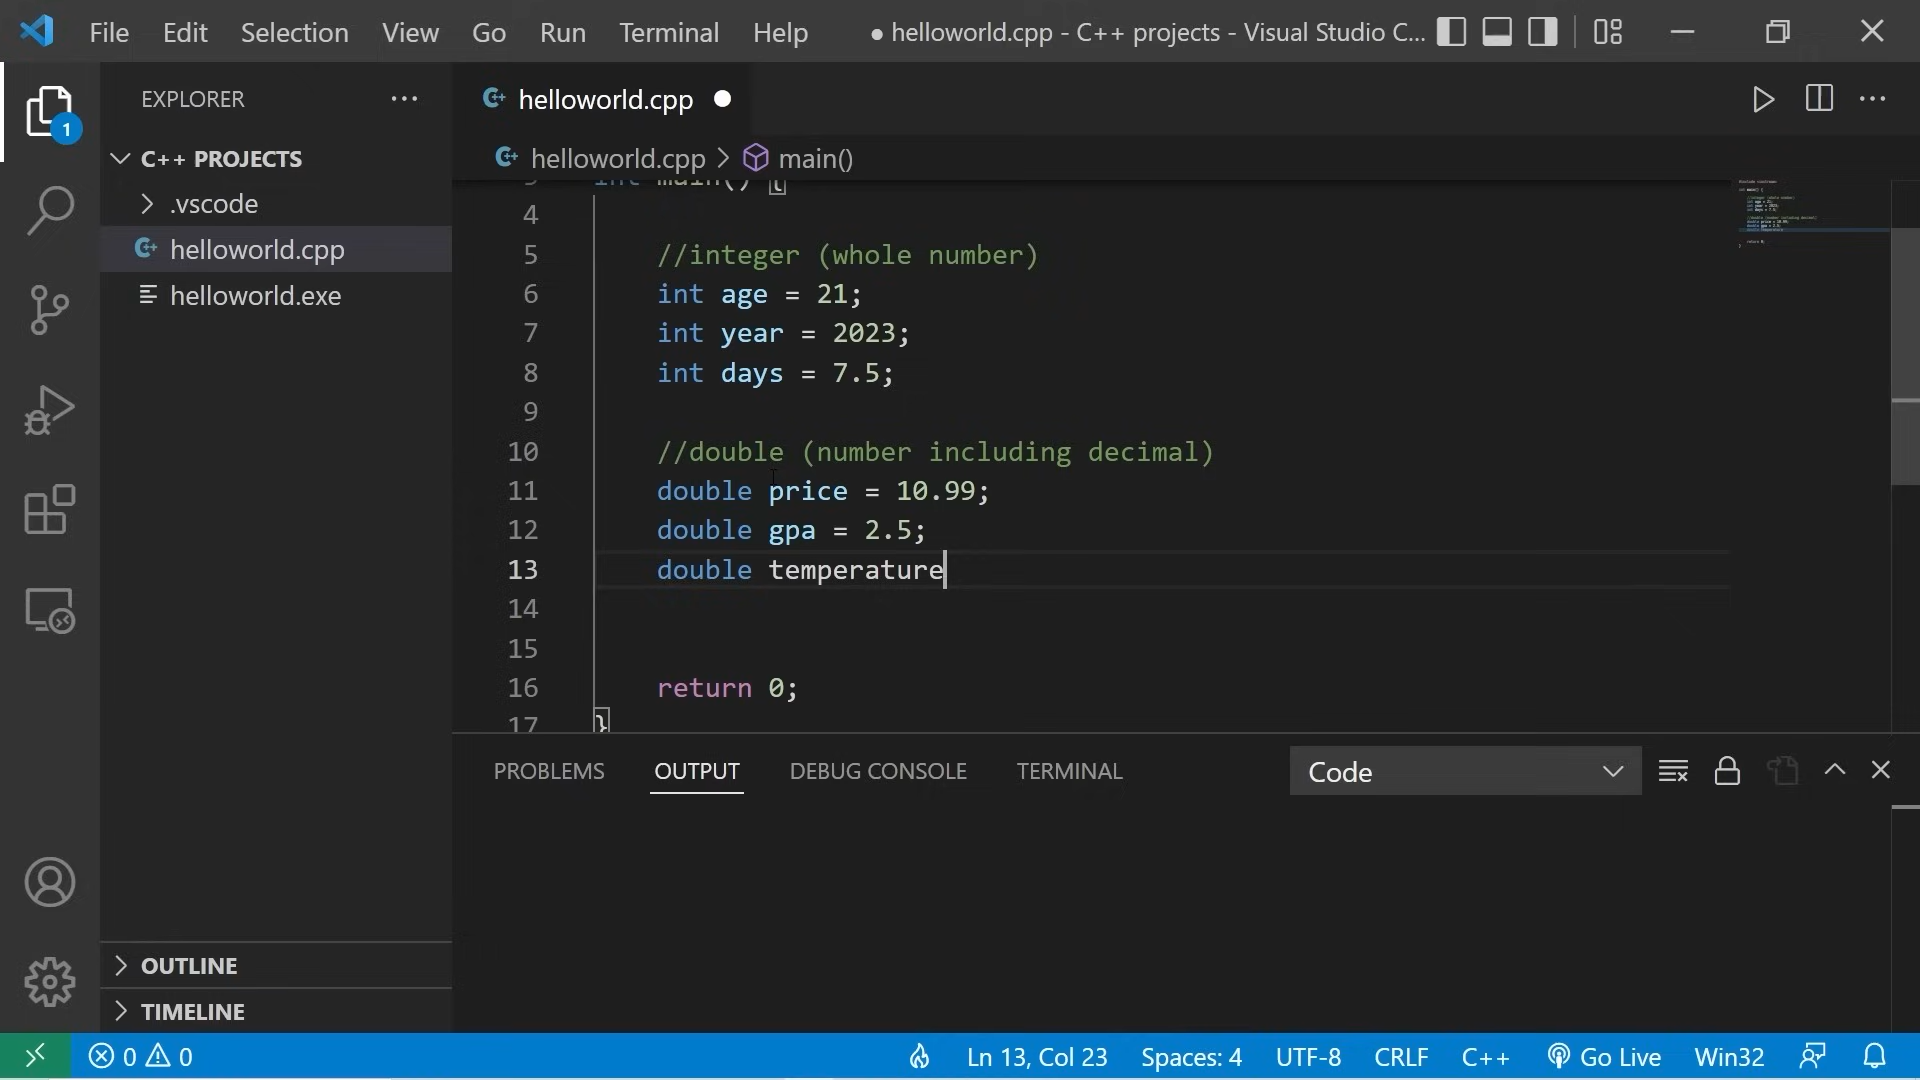 File Edit Selection View Go Run Terminal Help ● helloworld.cpp - C++ projects - Visual Studio C...
1
EXPLORER
C++ PROJECTS
.vscode
helloworld.cpp
helloworld.exe
OUTLINE
TIMELINE
helloworld.cpp
helloworld.cpp > main()
3 int main() {
4
5 //integer (whole number)
6 int age = 21;
7 int year = 2023;
8 int days = 7.5;
9
10 //double (number including decimal)
11 double price = 10.99;
12 double gpa = 2.5;
13 double temperature
14
15
16 return 0;
17 }
PROBLEMS OUTPUT DEBUG CONSOLE TERMINAL Code
0 0 Ln 13, Col 23 Spaces: 4 UTF-8 CRLF C++ Go Live Win32